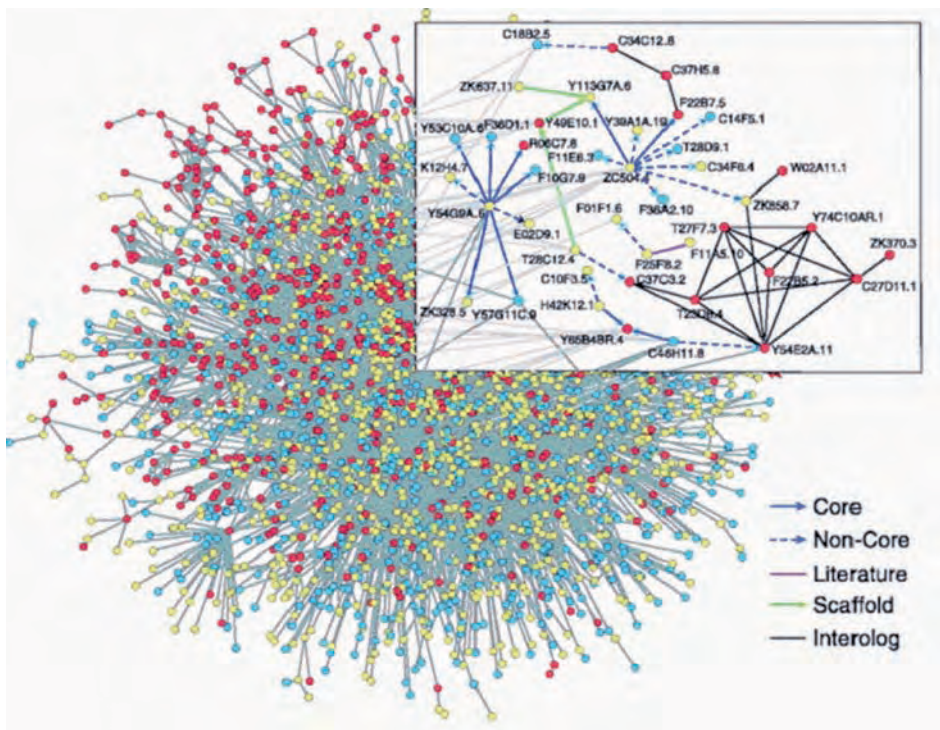 C18B2.5
C34C12.8
C37H5.8
ZK637.11
Y113G7A.6
F22B7.5
Y53C10A.6
F36D1.1
Y49E10.1
Y39A1A.19
C14F5.1
R06C7.8
F11E6.3
T28D9.1
K12H4.7
F10G7.9
ZC504.4
C34F6.4
W02A11.1
Y54G9A.6
F01F1.6
F36A2.10
ZK858.7
E02D9.1
T27F7.3
Y74C10AR.1
T28C12.4
F25F8.2
F11A5.10
ZK370.3
C10F3.5
C37C3.2
F22B5.2
C27D11.1
ZK328.5
Y57G11C.9
H42K12.1
Y65B4BR.4
C46H11.8
Y54E2A.11
Core
Non-Core
Literature
Scaffold
Interolog